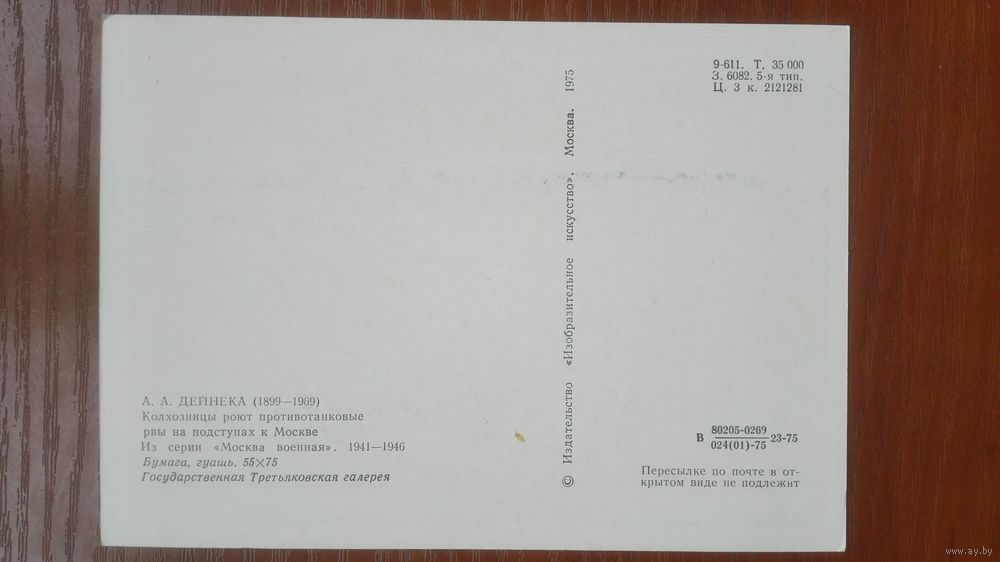 9-611. Т. 35 000
З. 6082. 5-я тип.
Ц. 3 к. 2121281
© Издательство «Изобразительное искусство». Москва. 1975
А. А. ДЕЙНЕКА (1899—1969)
Колхозницы роют противотанковые
рвы на подступах к Москве
Из серии «Москва военная». 1941—1946
Бумага, гуашь. 55×75
Государственная Третьяковская галерея
В 80205-0269
024(01)-75 23-75
Пересылке по почте в от-
крытом виде не подлежит
www.ay.by